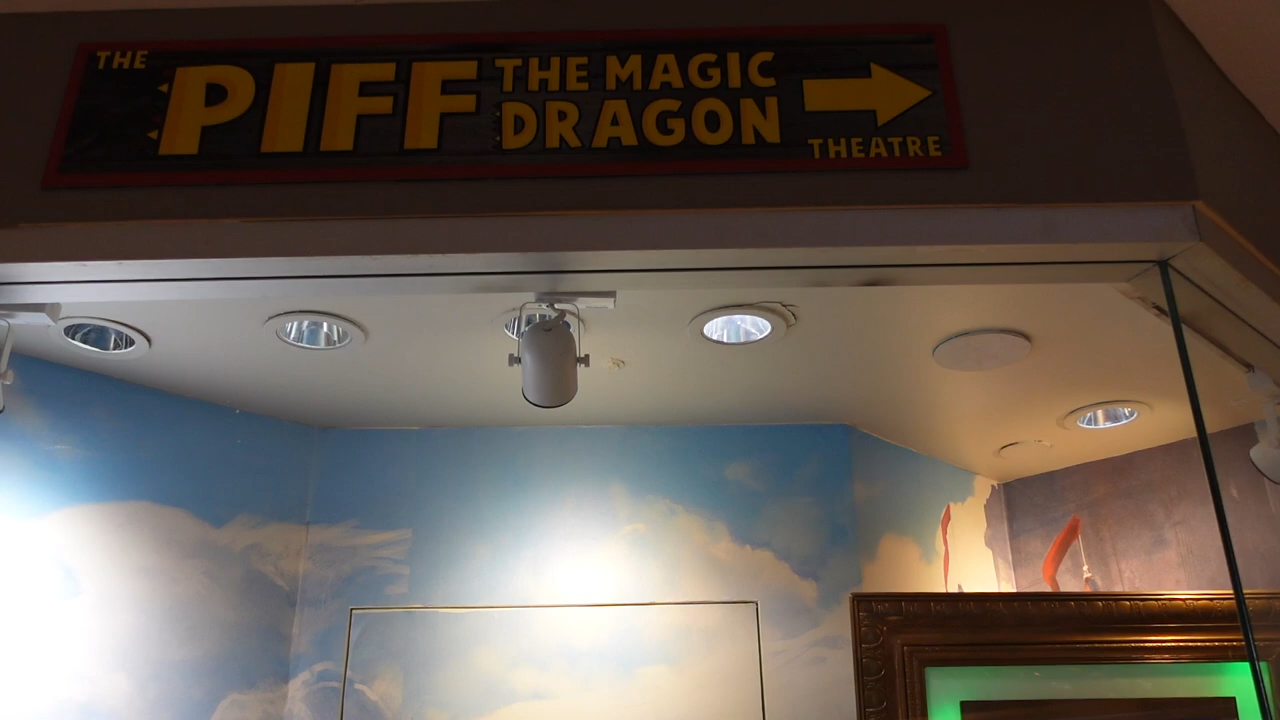 THE
PIFF
THE MAGIC
DRAGON
THEATRE